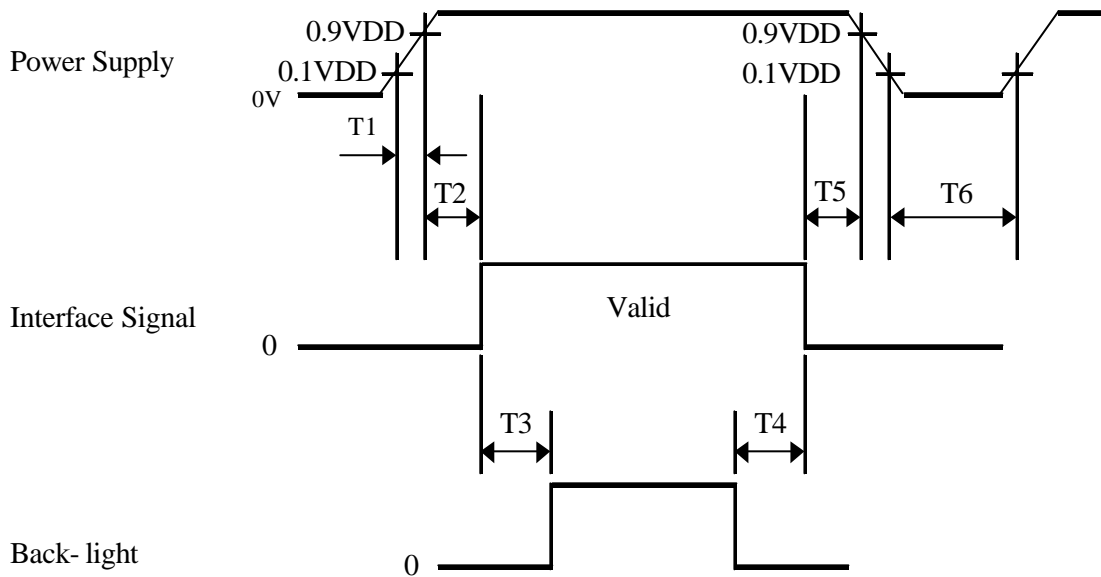 0.9VDD
0.9VDD
Power Supply
0.1VDD
0.1VDD
0V
T1
T2
T5
T6
Interface Signal
Valid
0
T3
T4
Back- light
0